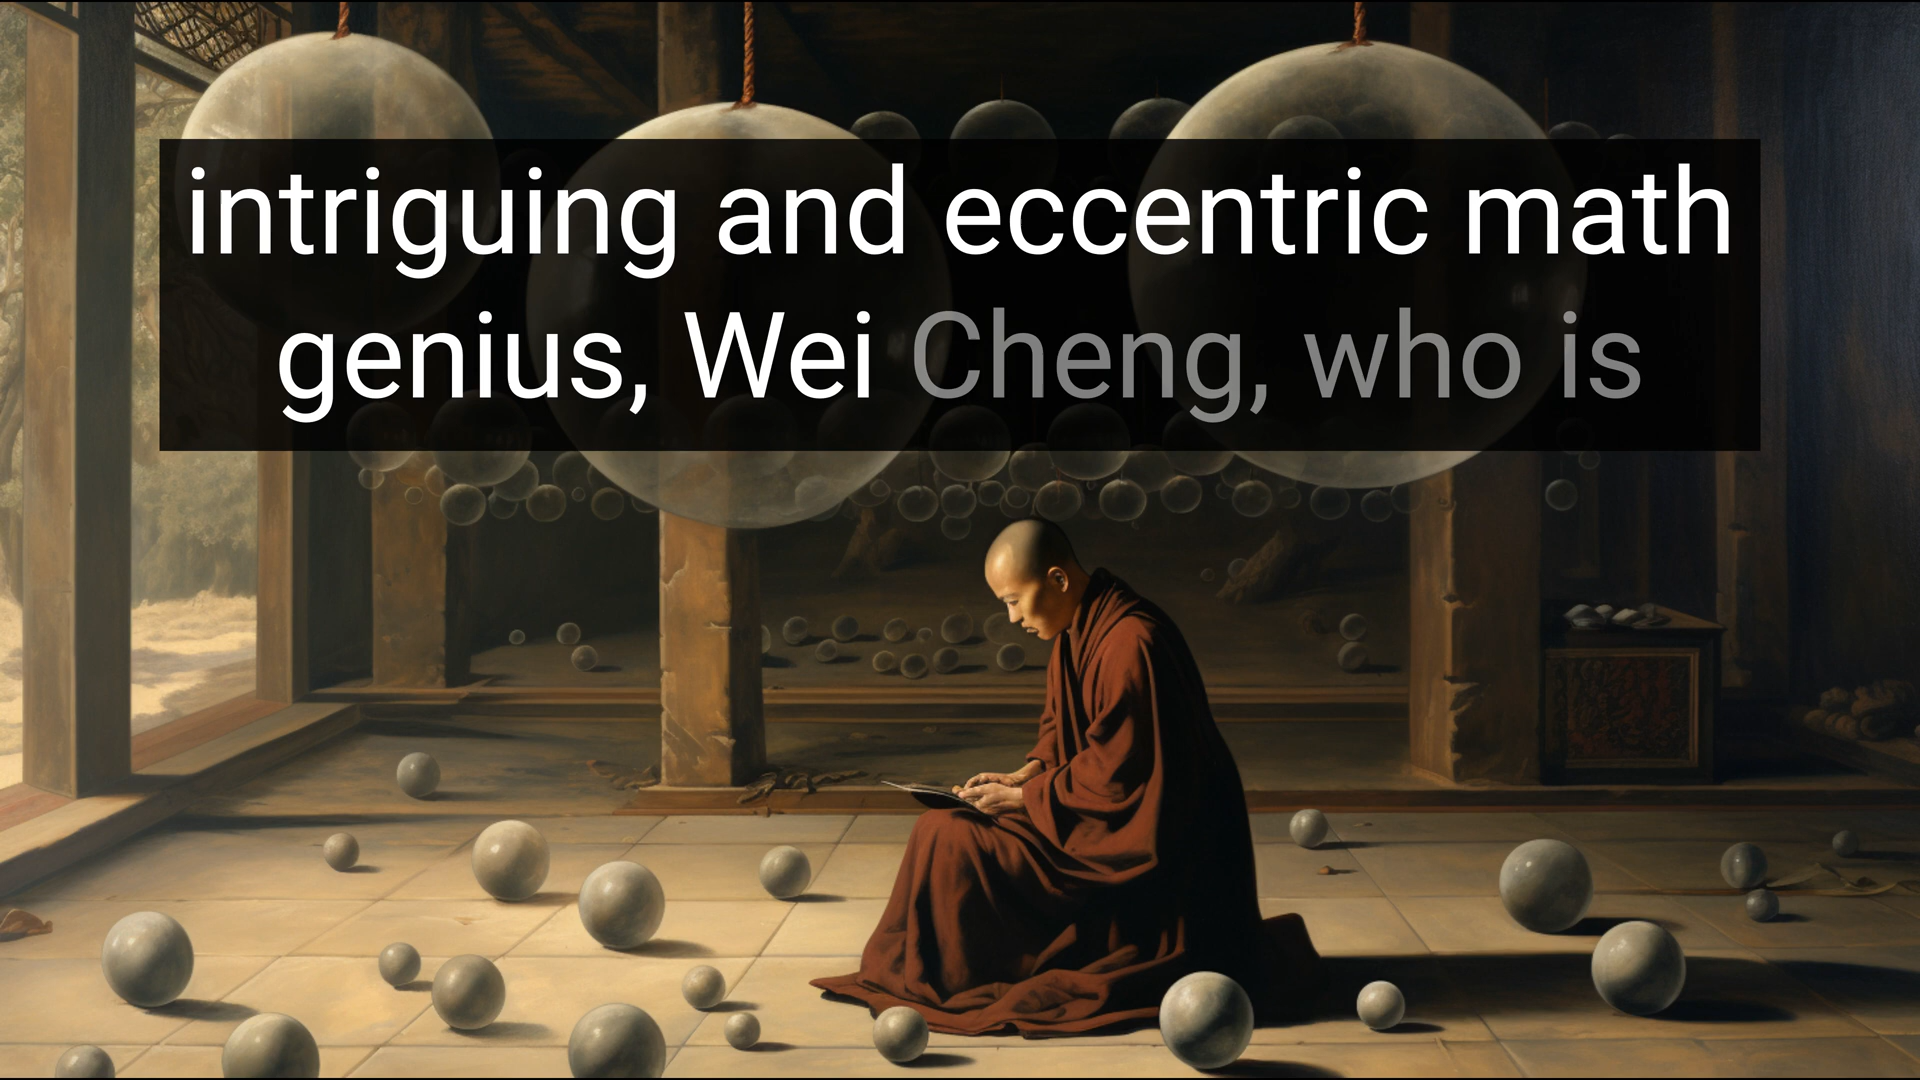 intriguing and eccentric math
genius, Wei Cheng, who is